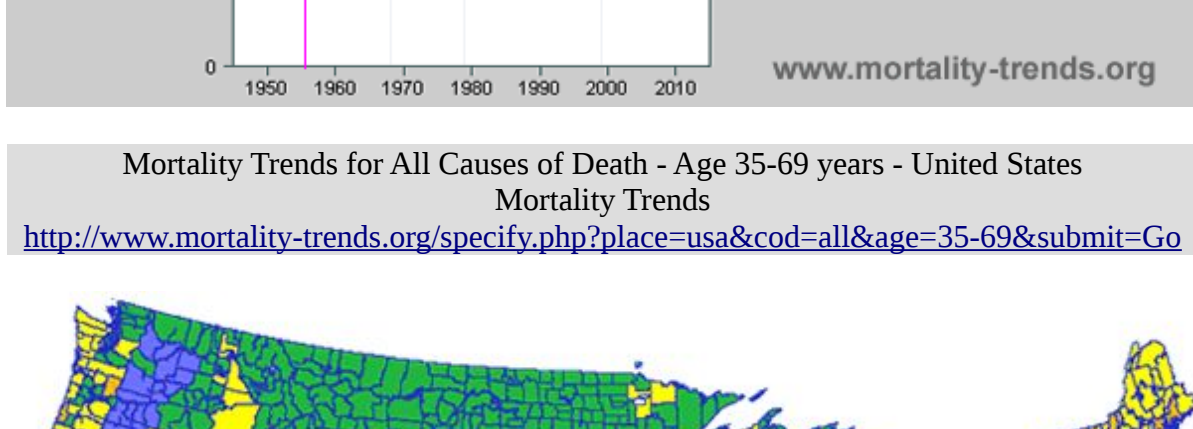 0
1950 1960 1970 1980 1990 2000 2010
www.mortality-trends.org
Mortality Trends for All Causes of Death - Age 35-69 years - United States
Mortality Trends
http://www.mortality-trends.org/specify.php?place=usa&cod=all&age=35-69&submit=Go